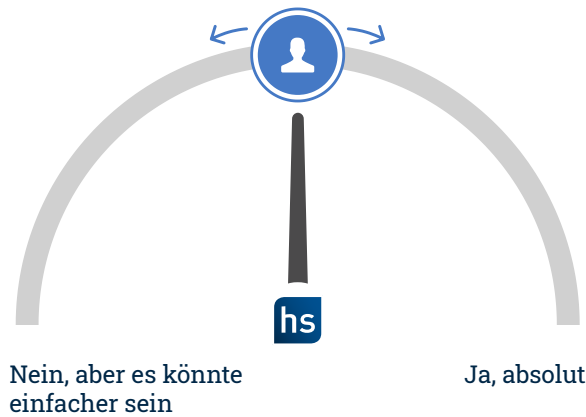 hs
Nein, aber es könnte
einfacher sein
Ja, absolut